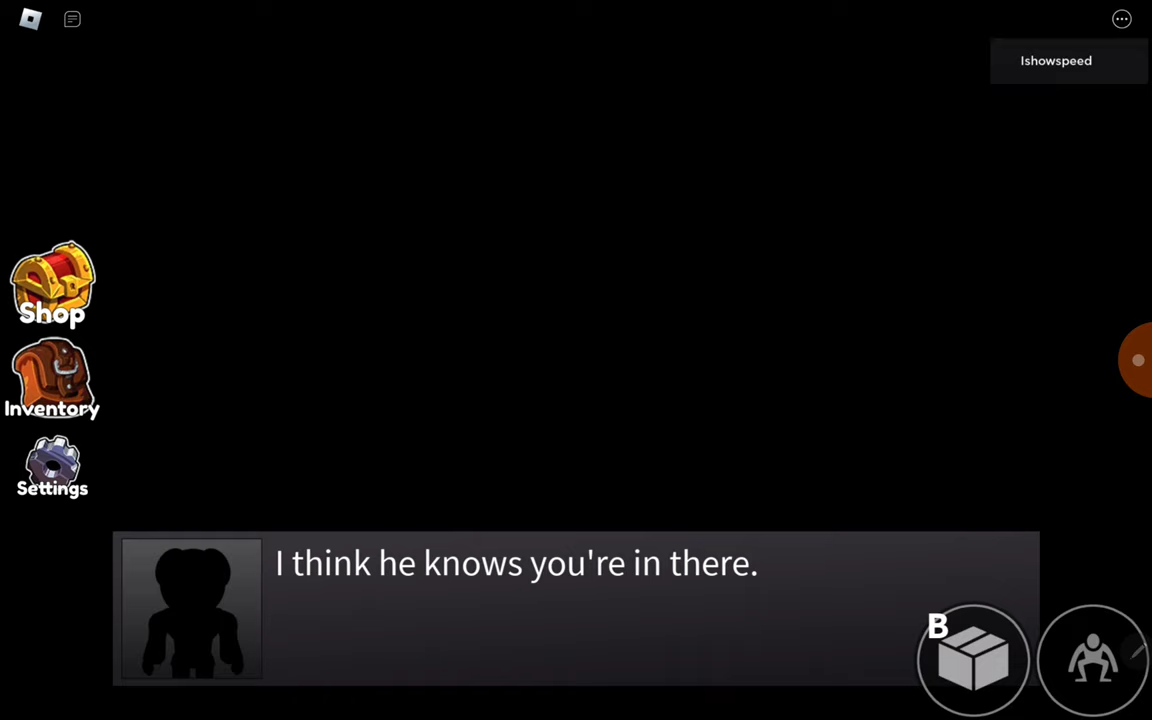 Ishowspeed
Shop
Inventory
Settings
I think he knows you're in there.
B